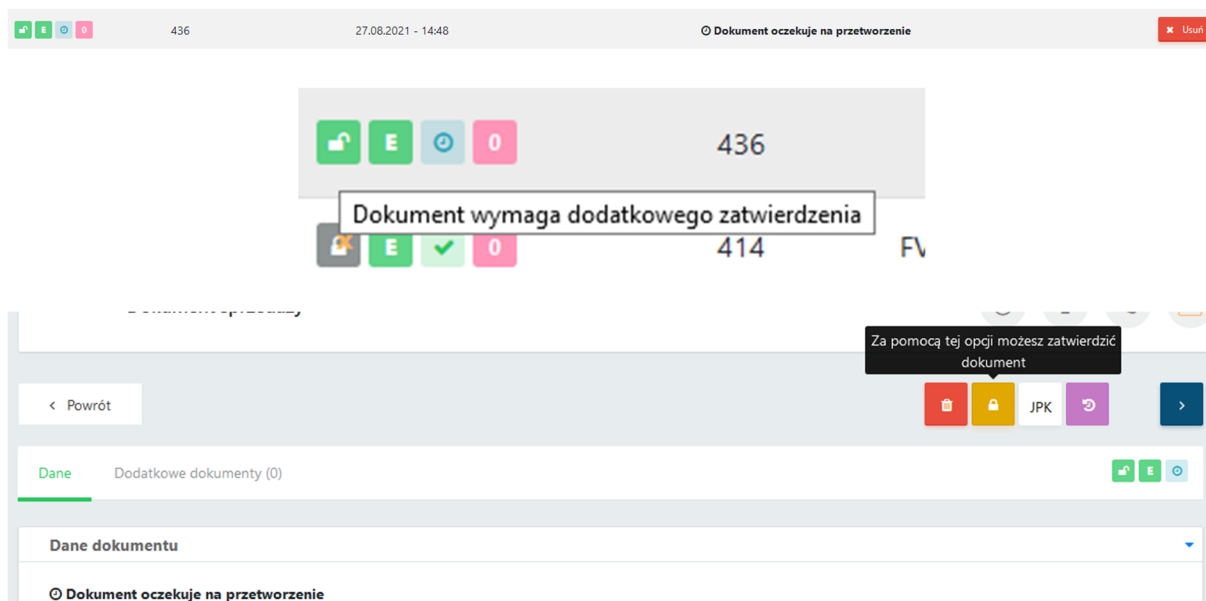 E 0 436 27.08.2021 - 14:48 Dokument oczekuje na przetworzenie Usuń
E 0 436
Dokument wymaga dodatkowego zatwierdzenia
E 0 414 FV
Za pomocą tej opcji możesz zatwierdzić
dokument
Powrót JPK
Dane Dodatkowe dokumenty (0) E
Dane dokumentu
Dokument oczekuje na przetworzenie